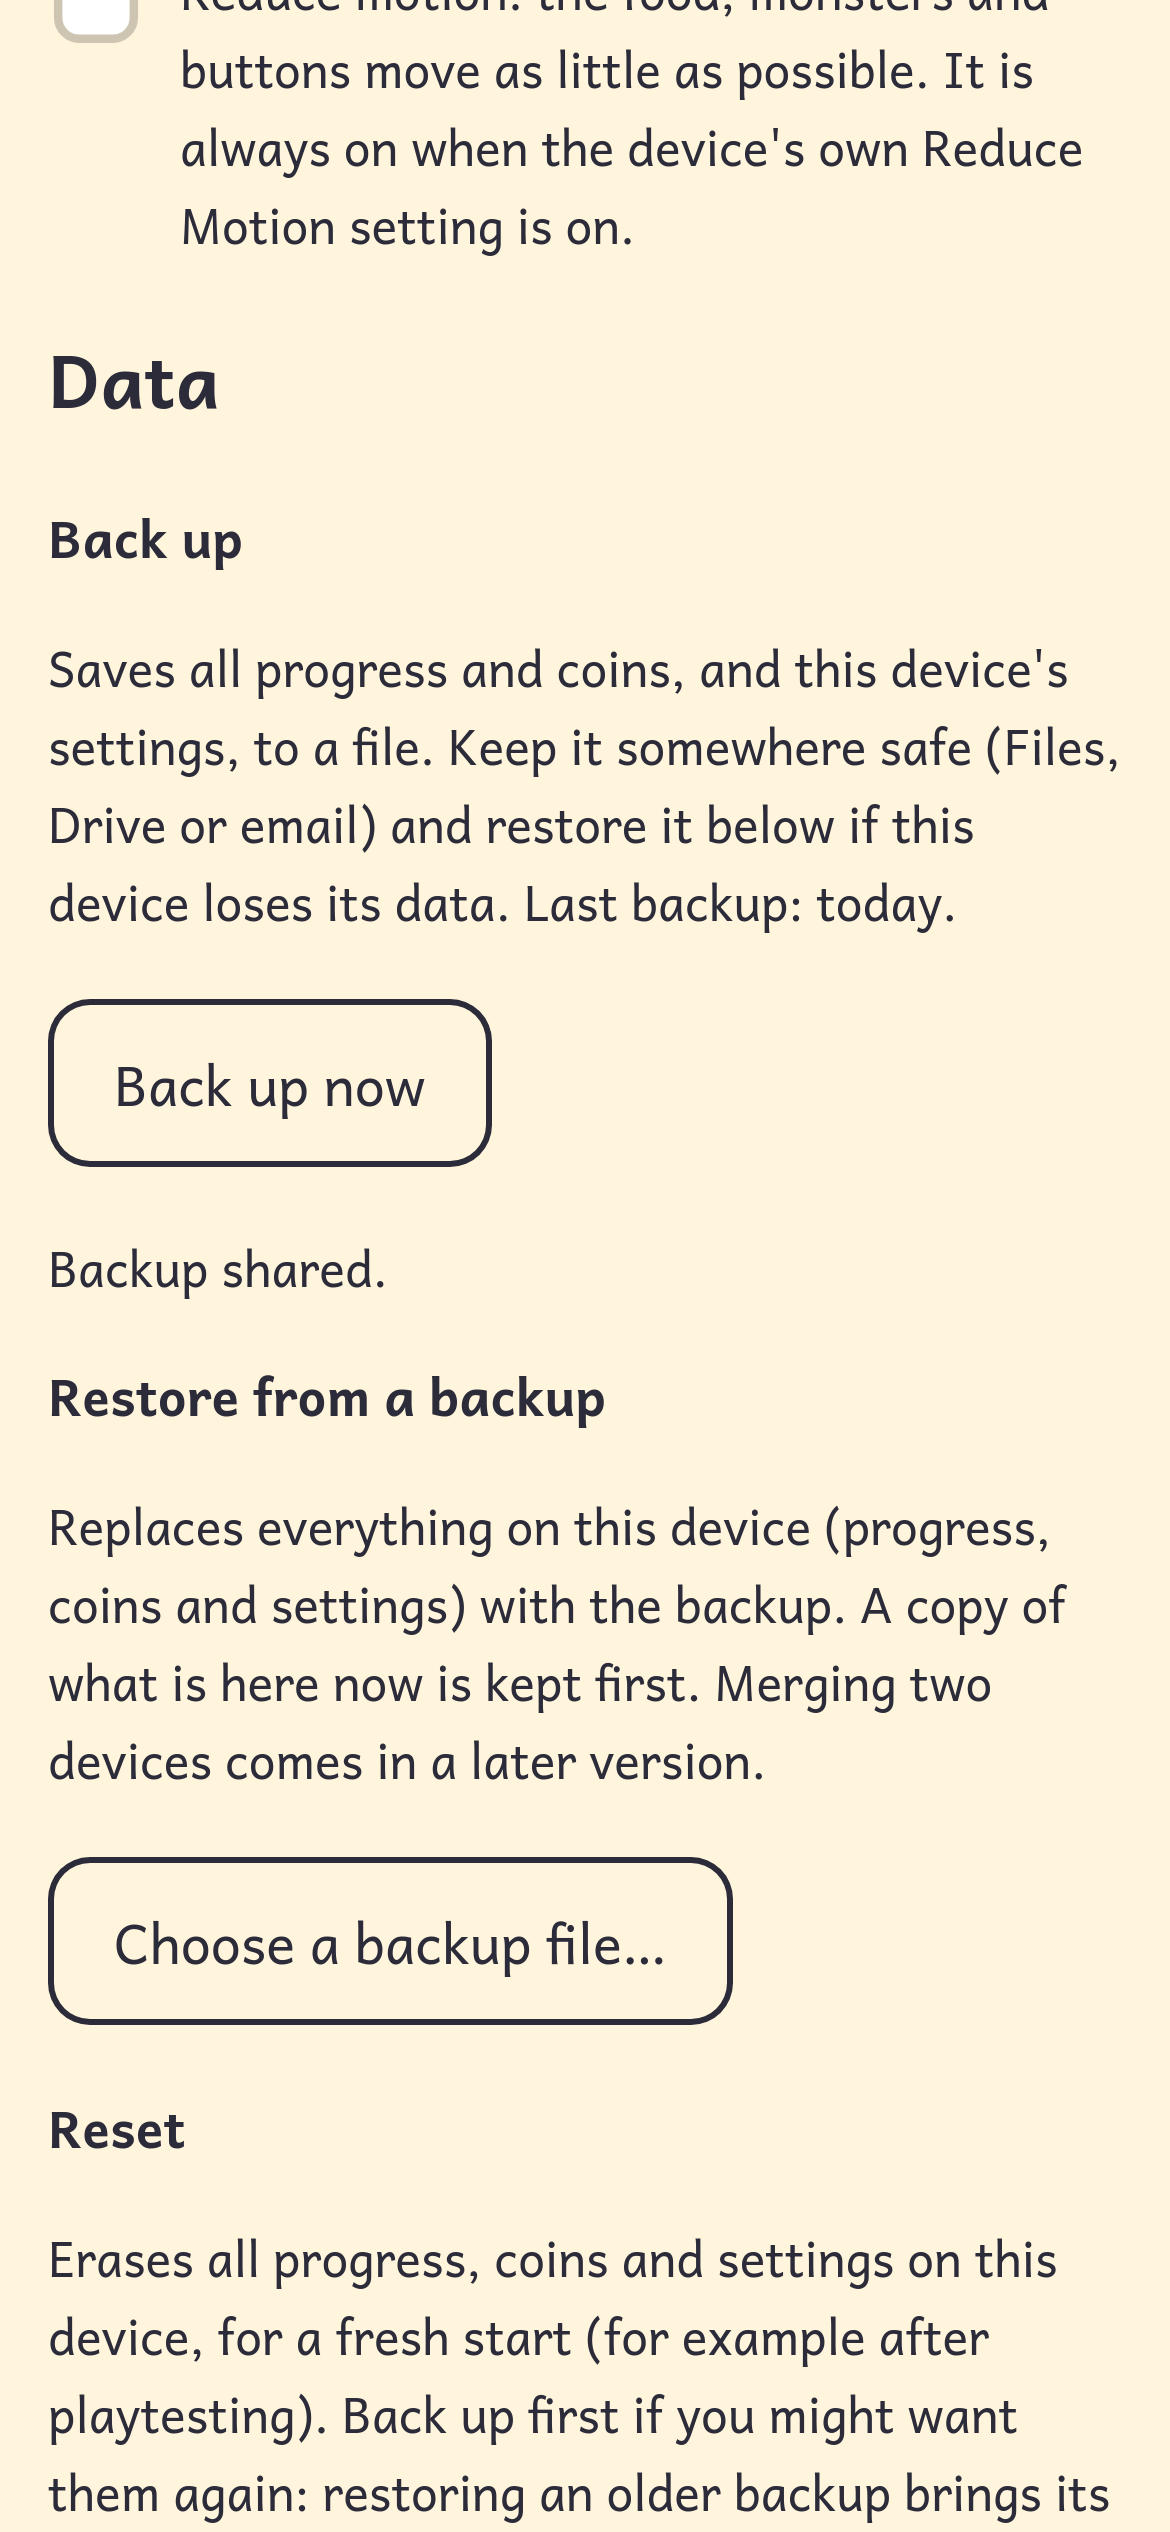 Reduce motion: the food, monsters and
buttons move as little as possible. It is
always on when the device's own Reduce
Motion setting is on.
Data
Back up
Saves all progress and coins, and this device's
settings, to a file. Keep it somewhere safe (Files,
Drive or email) and restore it below if this
device loses its data. Last backup: today.
Back up now
Backup shared.
Restore from a backup
Replaces everything on this device (progress,
coins and settings) with the backup. A copy of
what is here now is kept first. Merging two
devices comes in a later version.
Choose a backup file...
Reset
Erases all progress, coins and settings on this
device, for a fresh start (for example after
playtesting). Back up first if you might want
them again: restoring an older backup brings its